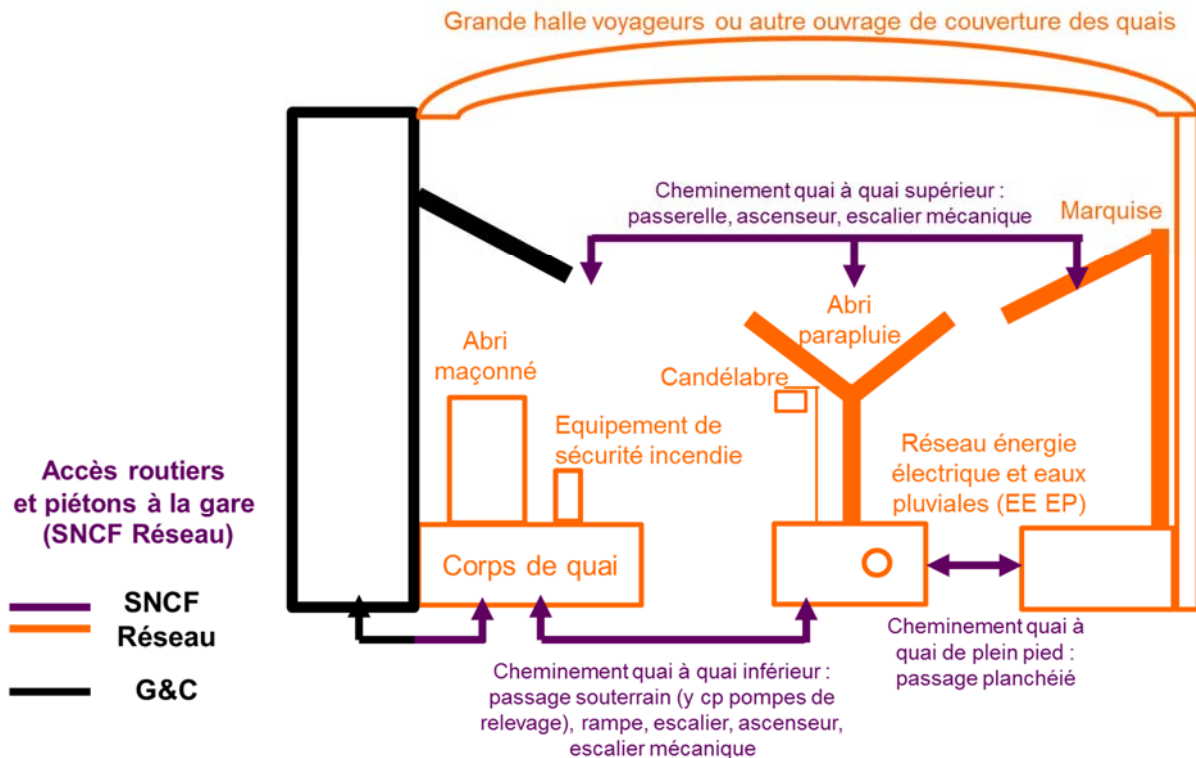 Grande halle voyageurs ou autre ouvrage de couverture des quais
Cheminement quai à quai supérieur :
passerelle, ascenseur, escalier mécanique
Marquise
Abri
parapluie
Abri
maçonné
Candélabre
Equipement de
sécurité incendie
Réseau énergie
électrique et eaux
pluviales (EE EP)
Accès routiers
et piétons à la gare
(SNCF Réseau)
Corps de quai
SNCF
Réseau
G&C
Cheminement quai à quai inférieur :
passage souterrain (y cp pompes de
relevage), rampe, escalier, ascenseur,
escalier mécanique
Cheminement quai à
quai de plein pied :
passage planchéié